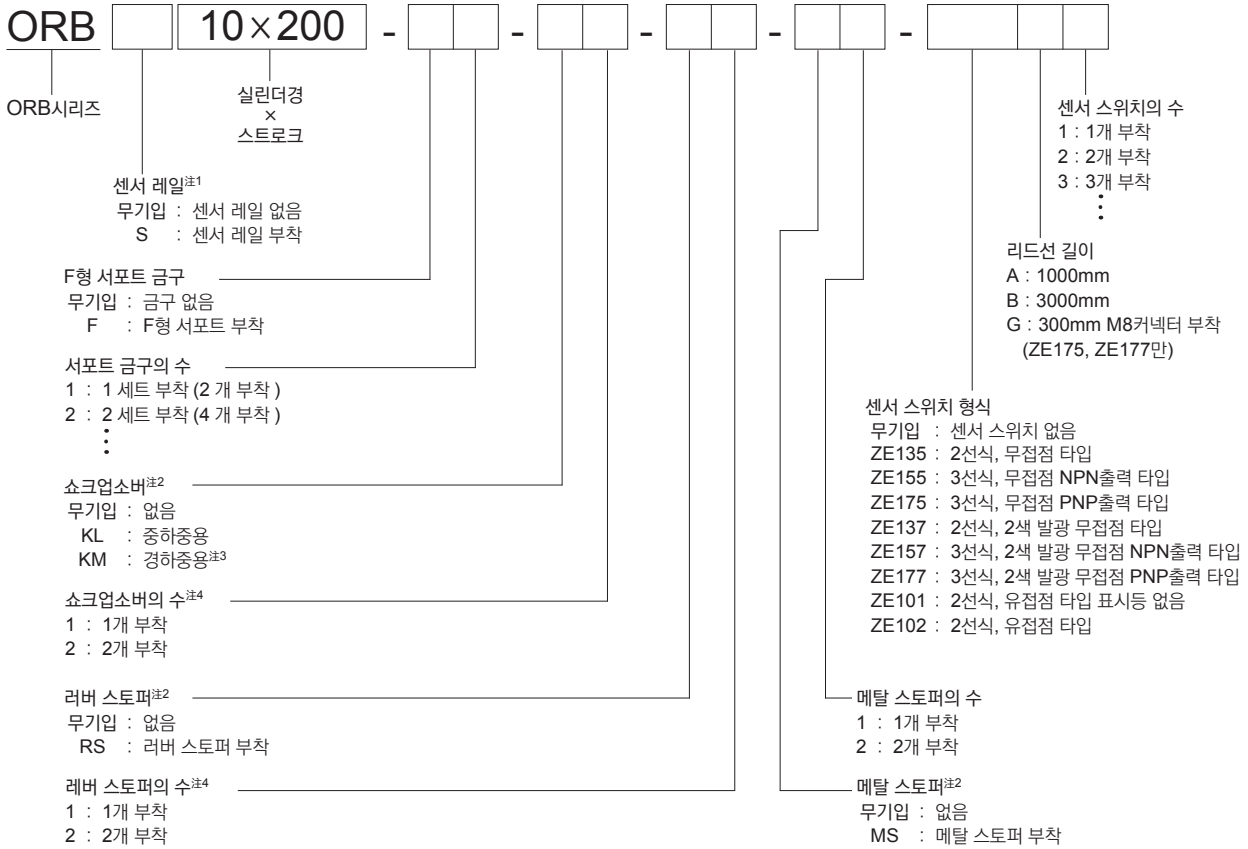 ORB 10×200 - - - - -
ORB시리즈
실린더경
×
스트로크
센서 레일注1
무기입 : 센서 레일 없음
S : 센서 레일 부착
F형 서포트 금구
무기입 : 금구 없음
F : F형 서포트 부착
서포트 금구의 수
1 : 1 세트 부착 (2 개 부착 )
2 : 2 세트 부착 (4 개 부착 )
⋮
쇼크업소버注2
무기입 : 없음
KL : 중하중용
KM : 경하중용注3
쇼크업소버의 수注4
1 : 1개 부착
2 : 2개 부착
러버 스토퍼注2
무기입 : 없음
RS : 러버 스토퍼 부착
레버 스토퍼의 수注4
1 : 1개 부착
2 : 2개 부착
센서 스위치의 수
1 : 1개 부착
2 : 2개 부착
3 : 3개 부착
⋮
리드선 길이
A : 1000mm
B : 3000mm
G : 300mm M8커넥터 부착
(ZE175, ZE177만)
센서 스위치 형식
무기입 : 센서 스위치 없음
ZE135 : 2선식, 무접점 타입
ZE155 : 3선식, 무접점 NPN출력 타입
ZE175 : 3선식, 무접점 PNP출력 타입
ZE137 : 2선식, 2색 발광 무접점 타입
ZE157 : 3선식, 2색 발광 무접점 NPN출력 타입
ZE177 : 3선식, 2색 발광 무접점 PNP출력 타입
ZE101 : 2선식, 유접점 타입 표시등 없음
ZE102 : 2선식, 유접점 타입
메탈 스토퍼의 수
1 : 1개 부착
2 : 2개 부착
메탈 스토퍼注2
무기입 : 없음
MS : 메탈 스토퍼 부착